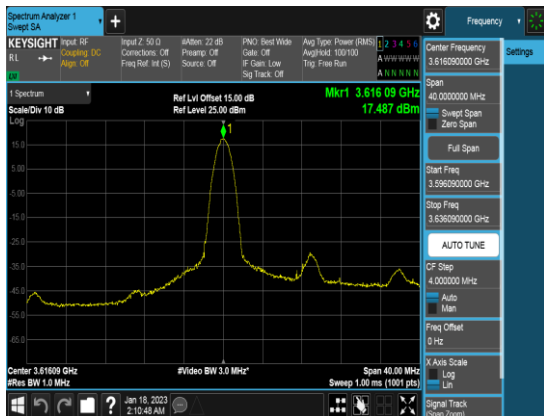 Spectrum Analyzer 1
Swept SA
+
Frequency
KEYSIGHT
RL
Input: RF
Coupling: DC
Align: Off
Input Z: 50 Ω
Corrections: Off
Freq Ref: Int (S)
#Atten: 22 dB
Preamp: Off
Source: Off
PNO: Best Wide
Gate: Off
IF Gain: Low
Sig Track: Off
Avg Type: Power (RMS)
Avg|Hold: 100/100
Trig: Free Run
1 2 3 4 5 6
A W W W W W
A N N N N N
Center Frequency
3.616090000 GHz
Settings
1 Spectrum
Scale/Div 10 dB
Ref Lvl Offset 15.00 dB
Ref Level 25.00 dBm
Mkr1 3.616 09 GHz
17.487 dBm
Span
40.0000000 MHz
Swept Span
Zero Span
Full Span
Start Freq
3.596090000 GHz
Stop Freq
3.636090000 GHz
AUTO TUNE
CF Step
4.000000 MHz
Auto
Man
Freq Offset
0 Hz
X Axis Scale
Log
Lin
Signal Track
(Span Zoom)
Log
1
15.0
5.00
-5.00
-15.0
-25.0
-35.0
-45.0
-55.0
-65.0
Center 3.61609 GHz
#Res BW 1.0 MHz
#Video BW 3.0 MHz*
Span 40.00 MHz
Sweep 1.00 ms (1001 pts)
?
Jan 18, 2023
2:10:48 AM